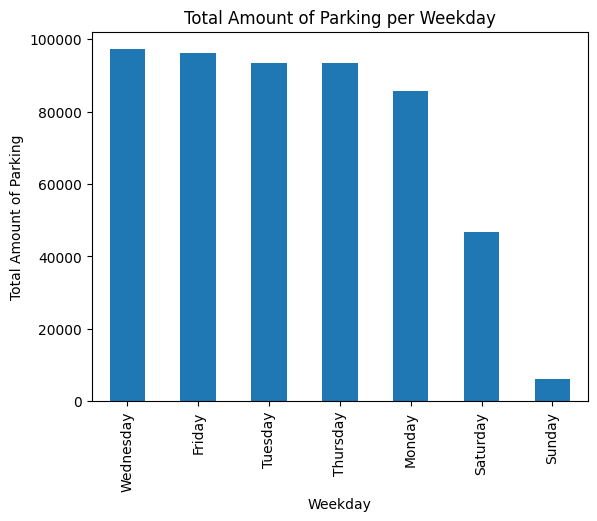 Total Amount of Parking per Weekday
Total Amount of Parking
100000
80000
60000
40000
20000
0
Wednesday
Friday
Tuesday
Thursday
Monday
Saturday
Sunday
Weekday